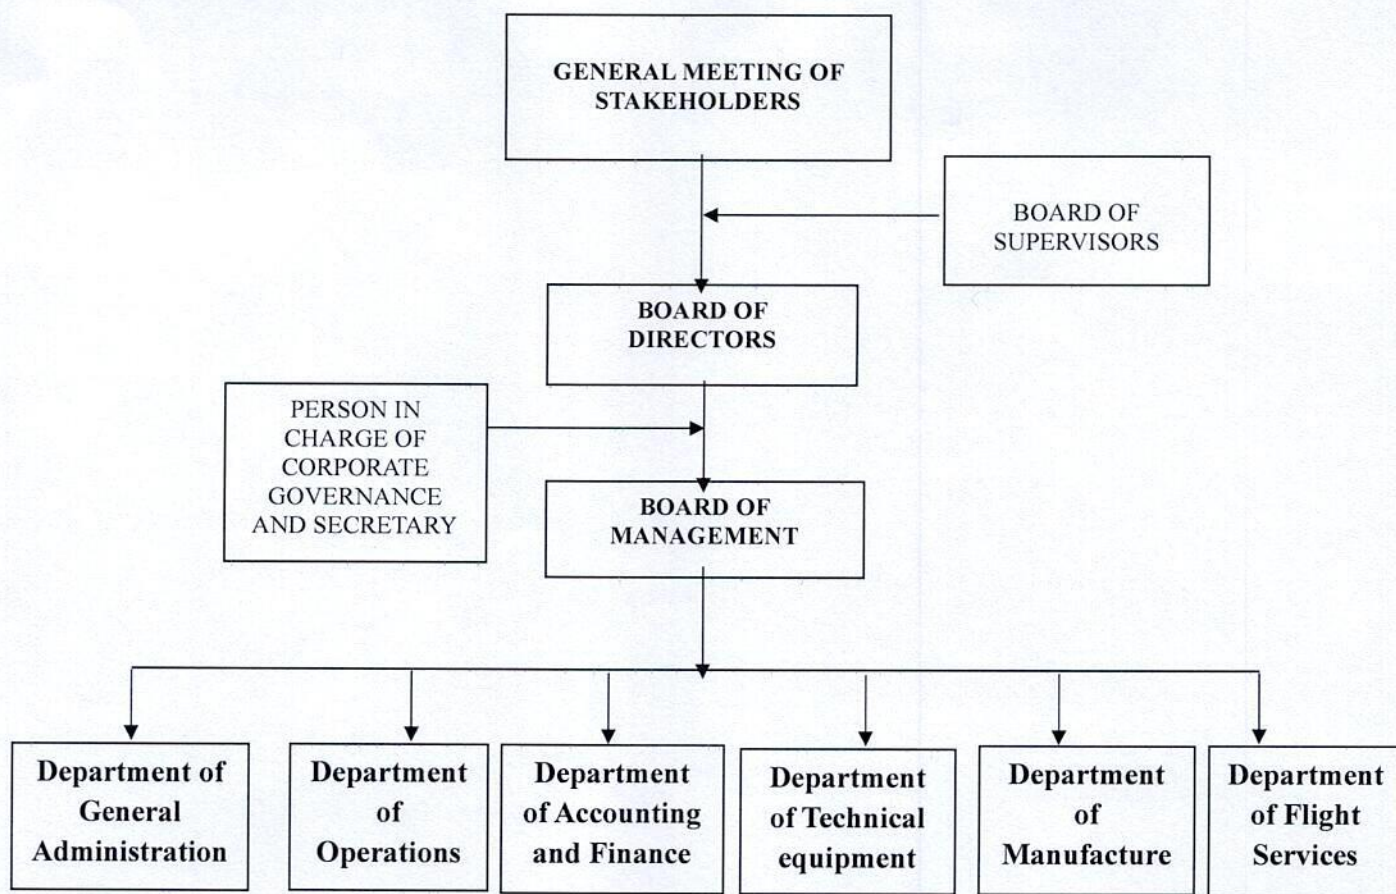 GENERAL MEETING OF
STAKEHOLDERS
BOARD OF
SUPERVISORS
BOARD OF
DIRECTORS
PERSON IN
CHARGE OF
CORPORATE
GOVERNANCE
AND SECRETARY
BOARD OF
MANAGEMENT
Department of
General
Administration
Department
of
Operations
Department
of Accounting
and Finance
Department
of Technical
equipment
Department
of
Manufacture
Department
of Flight
Services